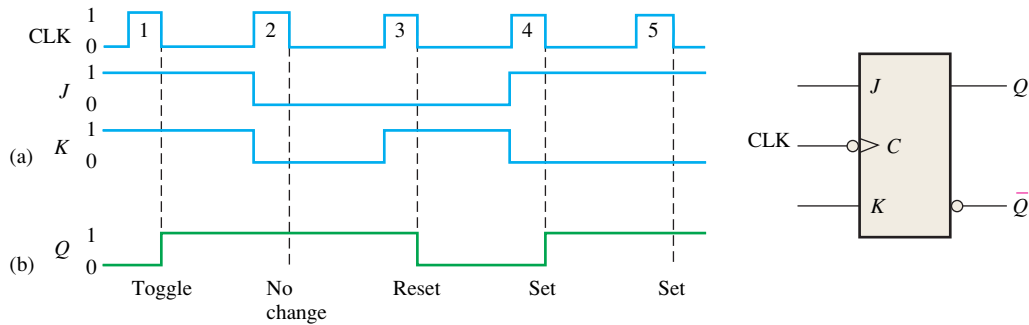 1
CLK
0
1 2 3 4 5
1
J
0
1
K
0
(a)
1
Q
0
(b)
Toggle
No
change
Reset
Set
Set
J
Q
CLK
C
K
Q̅